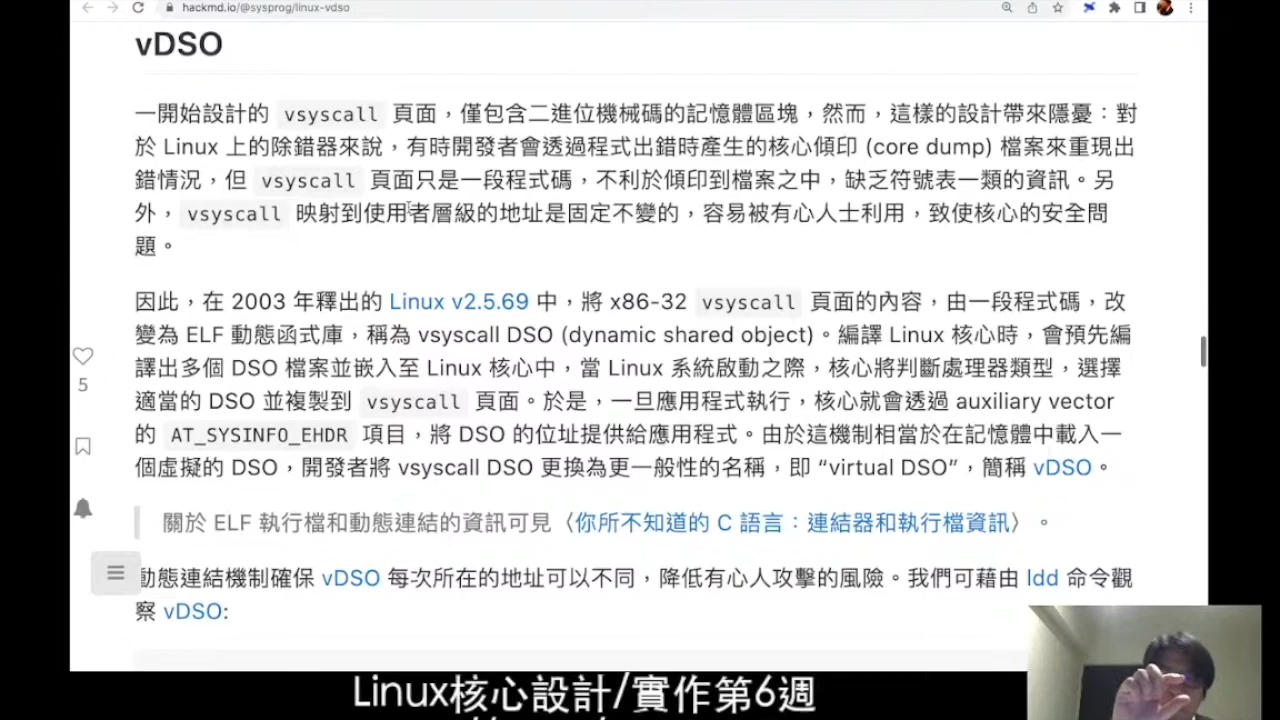 hackmd.io/@sysprog/linux-vdso
vDSO
一開始設計的 vsyscall 頁面，僅包含二進位機械碼的記憶體區塊，然而，這樣的設計帶來隱憂：對
於 Linux 上的除錯器來說，有時開發者會透過程式出錯時產生的核心傾印 (core dump) 檔案來重現出
錯情況，但 vsyscall 頁面只是一段程式碼，不利於傾印到檔案之中，缺乏符號表一類的資訊。另
外，vsyscall 映射到使用者層級的地址是固定不變的，容易被有心人士利用，致使核心的安全問
題。
因此，在 2003 年釋出的 Linux v2.5.69 中，將 x86-32 vsyscall 頁面的內容，由一段程式碼，改
變為 ELF 動態函式庫，稱為 vsyscall DSO (dynamic shared object)。編譯 Linux 核心時，會預先編
譯出多個 DSO 檔案並嵌入至 Linux 核心中，當 Linux 系統啟動之際，核心將判斷處理器類型，選擇
5
適當的 DSO 並複製到 vsyscall 頁面。於是，一旦應用程式執行，核心就會透過 auxiliary vector
的 AT_SYSINFO_EHDR 項目，將 DSO 的位址提供給應用程式。由於這機制相當於在記憶體中載入一
個虛擬的 DSO，開發者將 vsyscall DSO 更換為更一般性的名稱，即 “virtual DSO”，簡稱 vDSO。
關於 ELF 執行檔和動態連結的資訊可見〈你所不知道的 C 語言：連結器和執行檔資訊〉。
動態連結機制確保 vDSO 每次所在的地址可以不同，降低有心人攻擊的風險。我們可藉由 ldd 命令觀
察 vDSO:
Linux核心設計/實作第6週